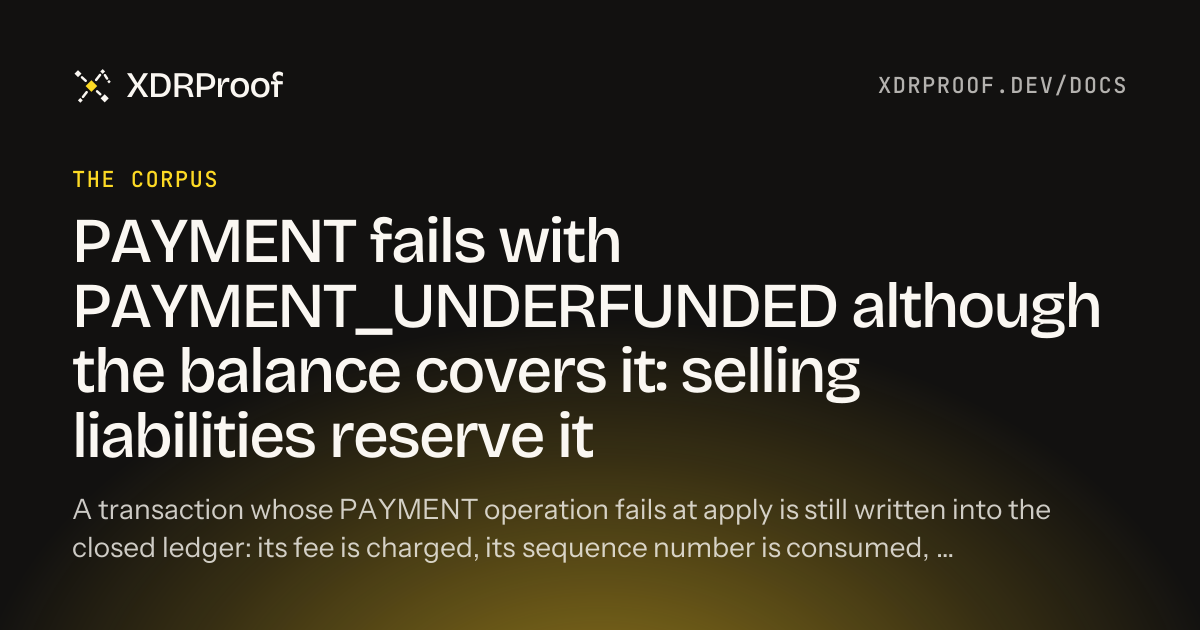 XDRProof
XDRPROOF.DEV/DOCS
THE CORPUS
PAYMENT fails with
PAYMENT_UNDERFUNDED although
the balance covers it: selling
liabilities reserve it
A transaction whose PAYMENT operation fails at apply is still written into the
closed ledger: its fee is charged, its sequence number is consumed, ...